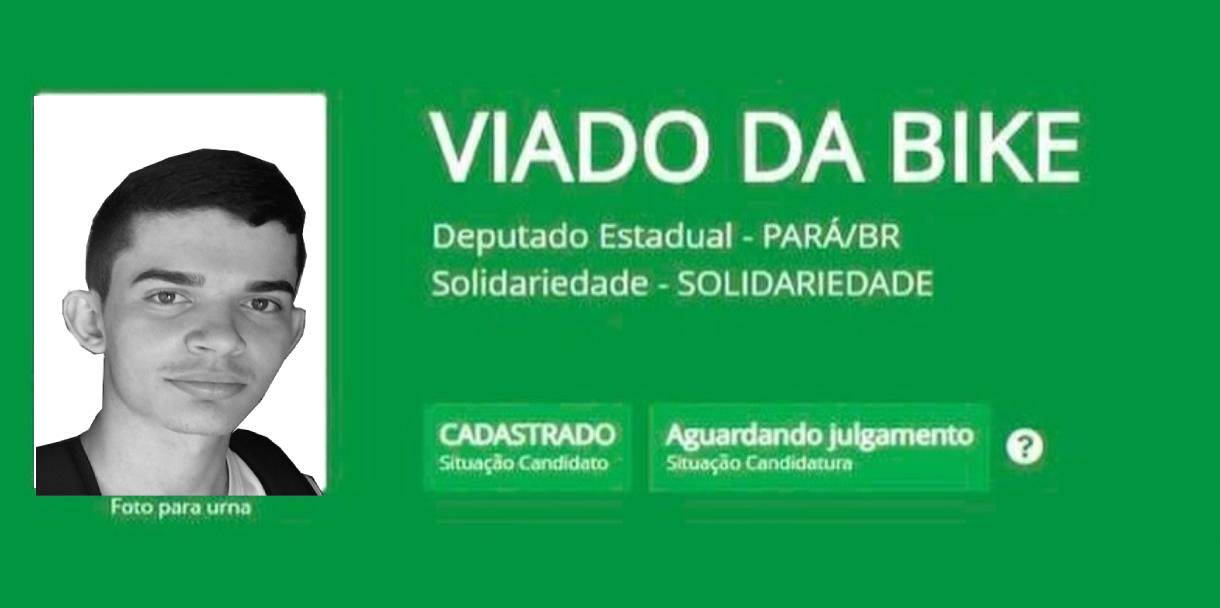 VIADO DA BIKE
Deputado Estadual - PARÁ/BR
Solidariedade - SOLIDARIEDADE
CADASTRADO
Situação Candidato
Aguardando julgamento
Situação Candidatura
?
Foto para urna